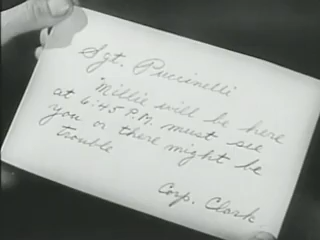 Sgt. Puccinelli
"Millie will be here
at 6:45 P.M. must see
you or there might be
trouble
Corp. Clark